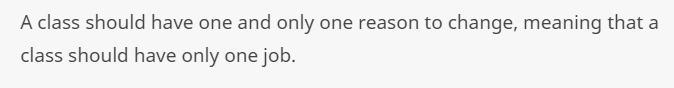 A class should have one and only one reason to change, meaning that a
class should have only one job.